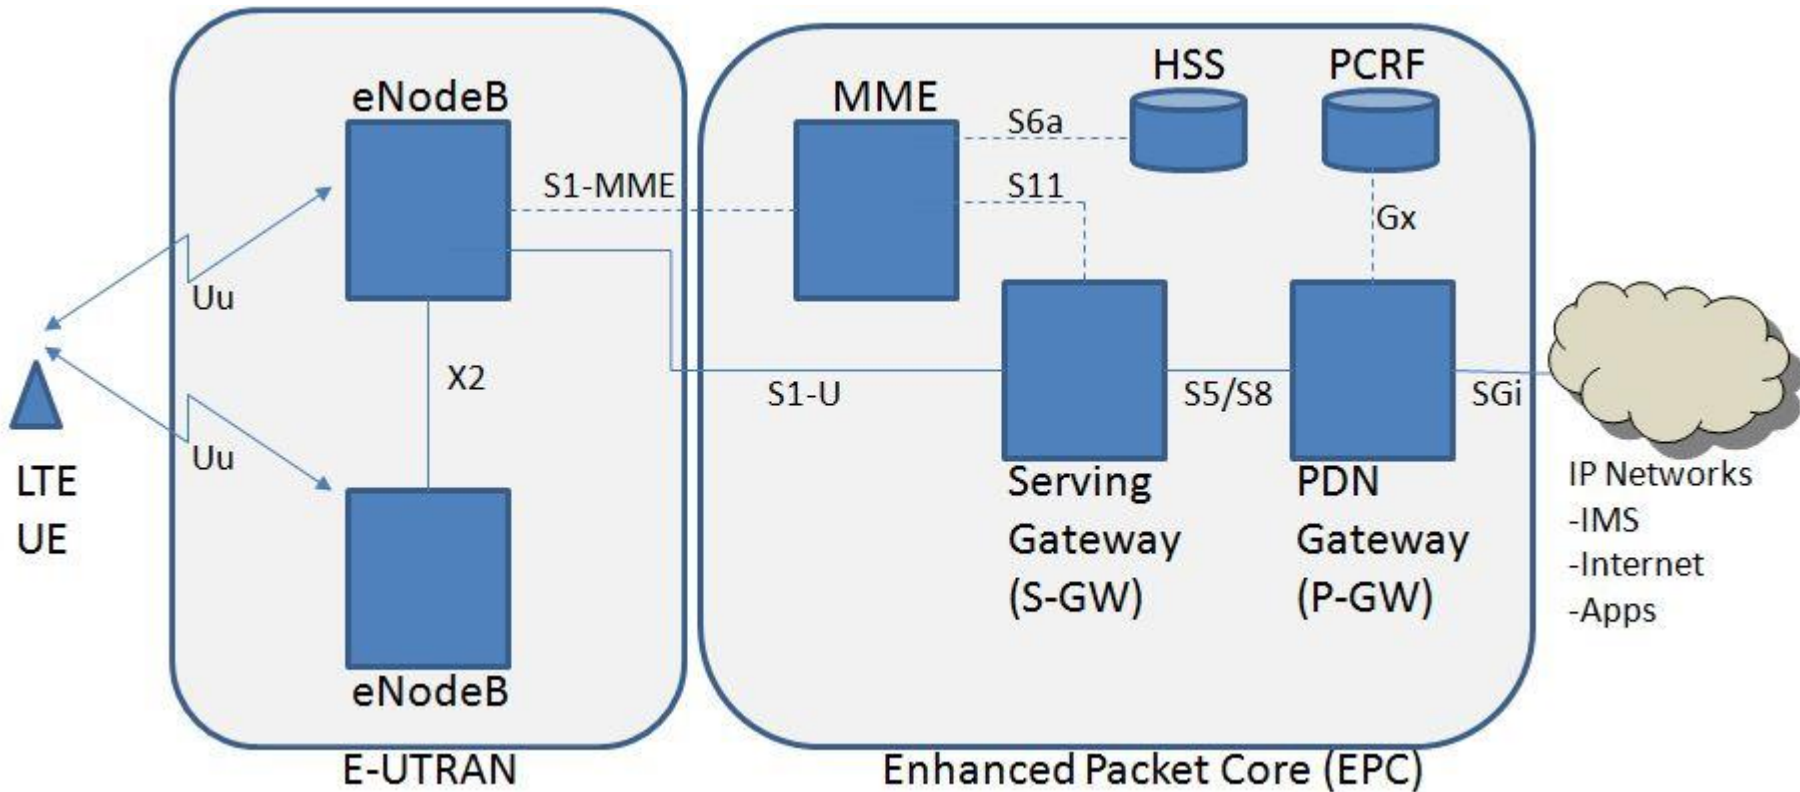 eNodeB
MME
HSS
PCRF
S6a
S1-MME
S11
Gx
Uu
X2
S1-U
S5/S8
SGi
Uu
LTE
UE
Serving
Gateway
(S-GW)
PDN
Gateway
(P-GW)
IP Networks
-IMS
-Internet
-Apps
eNodeB
E-UTRAN
Enhanced Packet Core (EPC)